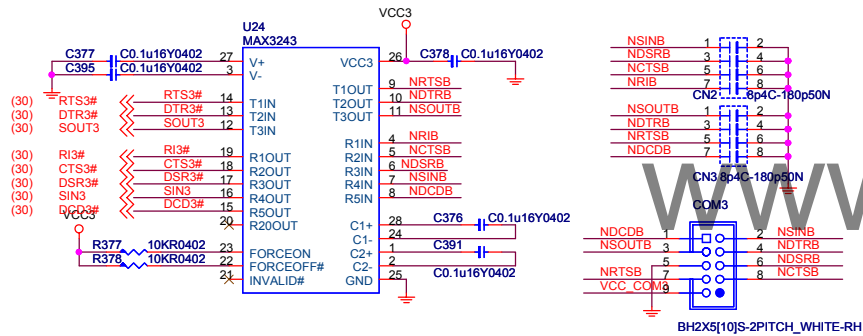 VCC3
U24
MAX3243
C377 C0.1u16Y0402 27 V+ VCC3 26 C378 C0.1u16Y0402
C395 C0.1u16Y0402 3 V-
T1OUT 9 NRTSB
(30) RTS3# RTS3# 14 T1IN T2OUT 10 NDTRB
(30) DTR3# DTR3# 13 T2IN T3OUT 11 NSOUTB
(30) SOUT3 SOUT3 12 T3IN
R1IN 4 NRIB
(30) RI3# RI3# 19 R1OUT R2IN 5 NCTSB
(30) CTS3# CTS3# 18 R2OUT R3IN 6 NDSRB
(30) DSR3# DSR3# 17 R3OUT R4IN 7 NSINB
(30) SIN3 SIN3 16 R4OUT R5IN 8 NDCDB
(30) DCD3# DCD3# 15 R5OUT
VCC3 20 R2OOUT C1+ 28 C376 C0.1u16Y0402
C1- 24
R377 10KR0402 23 FORCEON C2+ 1 C391
R378 10KR0402 22 FORCEOFF# C2- 2
21 INVALID# GND 25 C0.1u16Y0402
NSINB 1 2
NDSRB 3 4
NCTSB 5 6
NRIB 7 8
CN2 8p4C-180p50N
NSOUTB 1 2
NDTRB 3 4
NRTSB 5 6
NDCDB 7 8
CN3 8p4C-180p50N
www
COM3
NDCDB 1 2 NSINB
NSOUTB 3 4 NDTRB
5 6 NDSRB
NRTSB 7 8 NCTSB
VCC_COM3 9
BH2X5[10]S-2PITCH_WHITE-RH